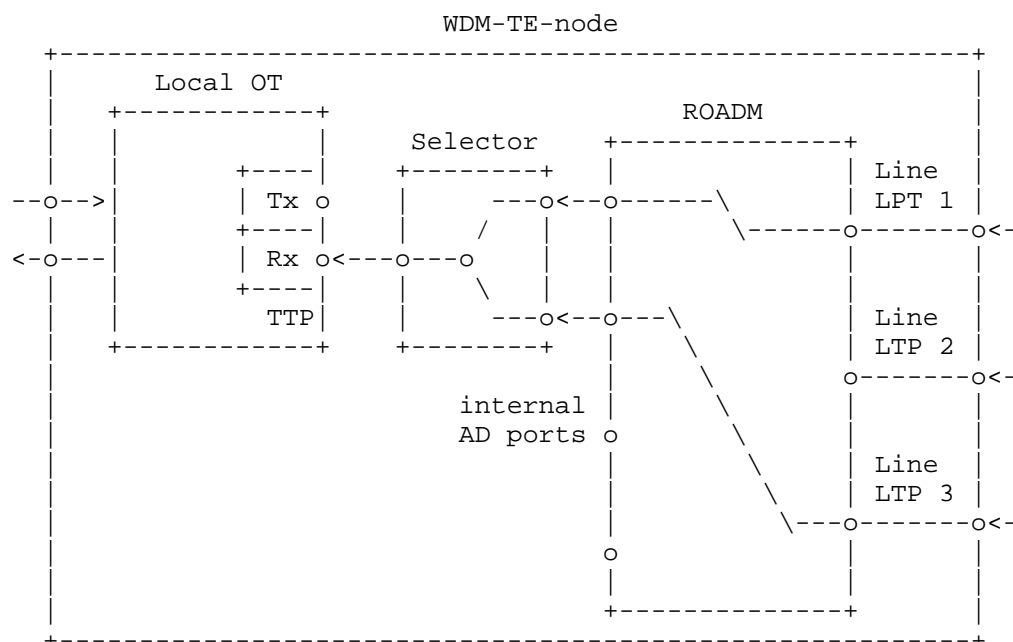 WDM-TE-node
Local OT
ROADM
Selector
Line
LPT 1
Tx
Rx
TTP
Line
LTP 2
internal
AD ports
Line
LTP 3